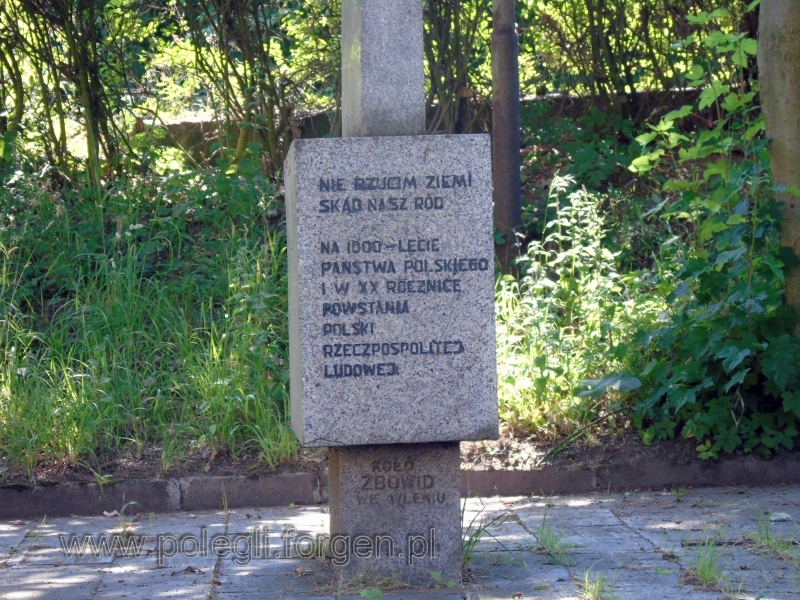 NIE RZUCIM ZIEMI
SKĄD NASZ RÓD
NA 1000-LECIE
PAŃSTWA POLSKIEGO
I W XX ROCZNICĘ
POWSTANIA
POLSKI
RZECZPOSPOLITEJ
LUDOWEJ
KOŁO
ZBOWID
WE
www.polegli.forgen.pl